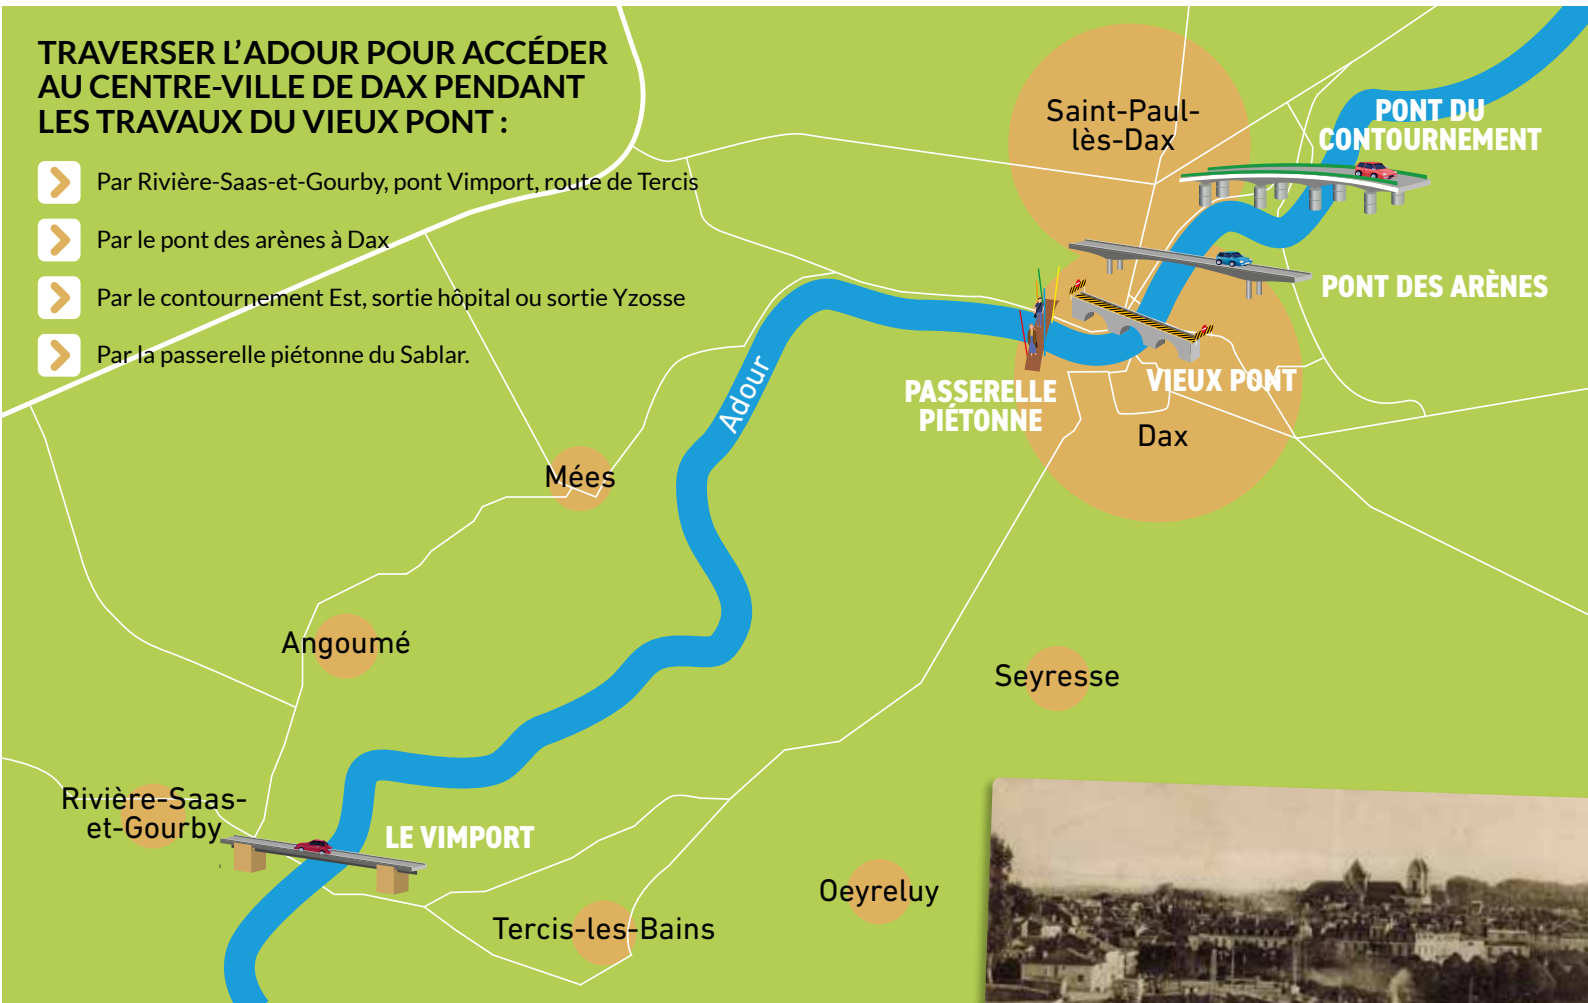 TRAVERSER L’ADOUR POUR ACCÉDER
AU CENTRE-VILLE DE DAX PENDANT
LES TRAVAUX DU VIEUX PONT :
Par Rivière-Saas-et-Gourby, pont Vimport, route de Tercis
Par le pont des arènes à Dax
Par le contournement Est, sortie hôpital ou sortie Yzosse
Par la passerelle piétonne du Sablar.
Saint-Paul-
lès-Dax
PONT DU
CONTOURNEMENT
PONT DES ARÈNES
PASSERELLE
PIÉTONNE
VIEUX PONT
Dax
Adour
Mées
Angoumé
Seyresse
Rivière-Saas-
et-Gourby
LE VIMPORT
Oeyreluy
Tercis-les-Bains